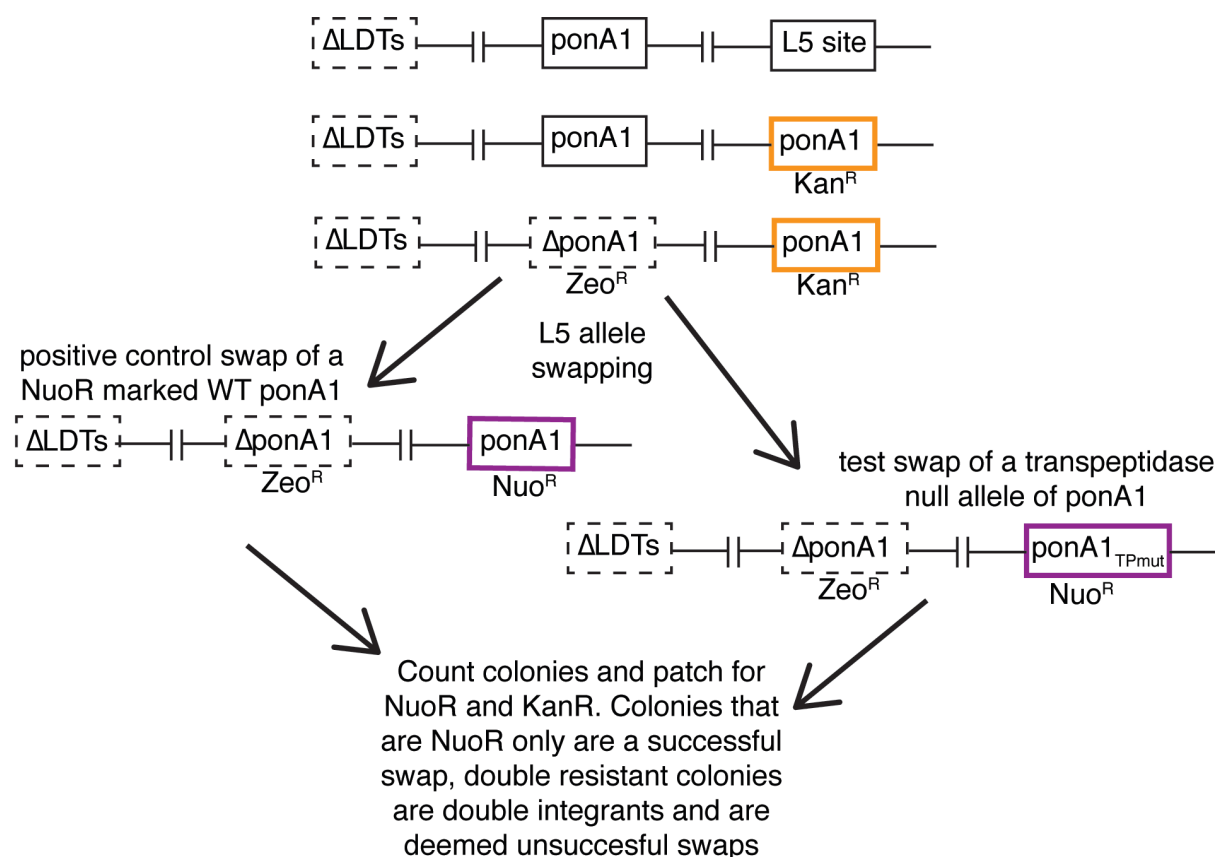 ΔLDTs ponA1 L5 site
ΔLDTs ponA1 ponA1
Kanᴿ
ΔLDTs ΔponA1 ponA1
Zeoᴿ Kanᴿ
L5 allele
swapping
positive control swap of a
NuoR marked WT ponA1
ΔLDTs ΔponA1 ponA1
Zeoᴿ Nuoᴿ
test swap of a transpeptidase
null allele of ponA1
ΔLDTs ΔponA1 ponA1TPmut
Zeoᴿ Nuoᴿ
Count colonies and patch for
NuoR and KanR. Colonies that
are NuoR only are a successful
swap, double resistant colonies
are double integrants and are
deemed unsuccesful swaps